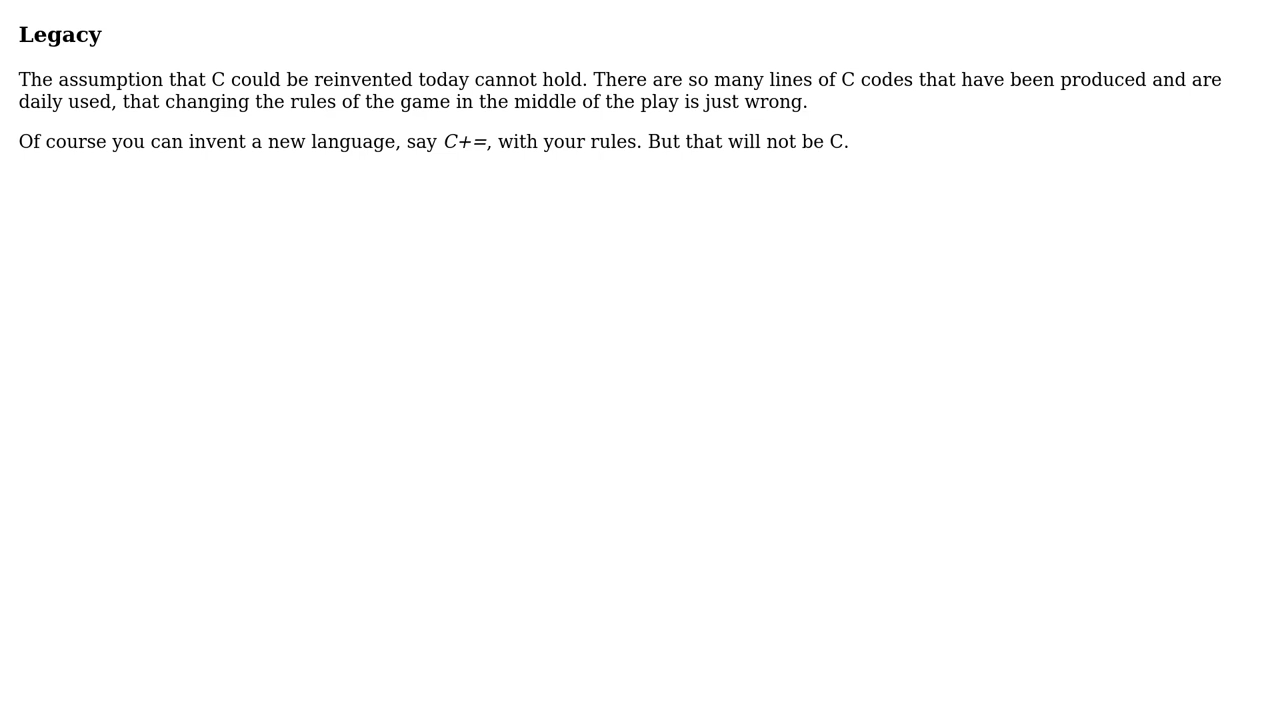 Legacy
The assumption that C could be reinvented today cannot hold. There are so many lines of C codes that have been produced and are
daily used, that changing the rules of the game in the middle of the play is just wrong.
Of course you can invent a new language, say C+=, with your rules. But that will not be C.